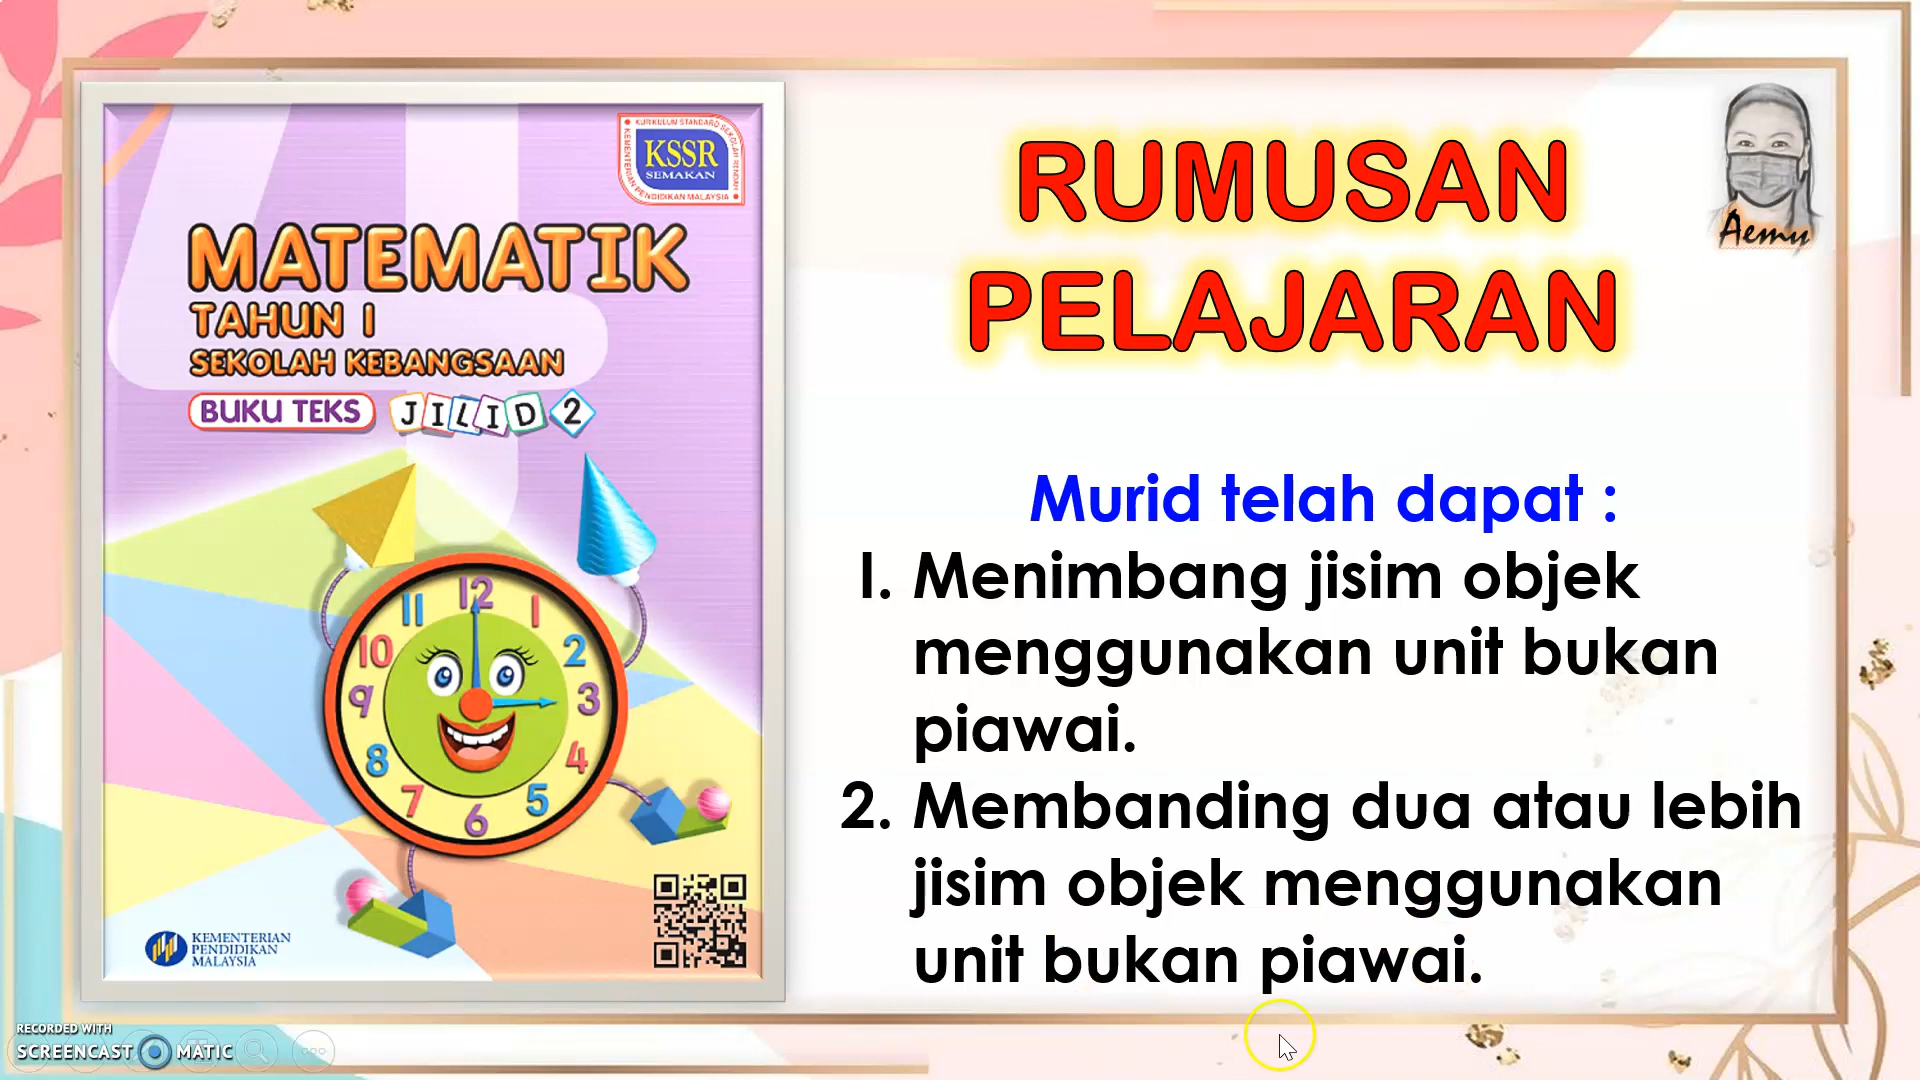 KURIKULUM STANDARD SEKOLAH RENDAH
KEMENTERIAN PENDIDIKAN MALAYSIA
KSSR
SEMAKAN
MATEMATIK
TAHUN 1
SEKOLAH KEBANGSAAN
BUKU TEKS JILID 2
12
1
2
3
4
5
6
7
8
9
10
11
KEMENTERIAN
PENDIDIKAN
MALAYSIA
RUMUSAN
PELAJARAN
Aemu
Murid telah dapat :
1. Menimbang jisim objek
menggunakan unit bukan
piawai.
2. Membanding dua atau lebih
jisim objek menggunakan
unit bukan piawai.
RECORDED WITH
SCREENCAST MATIC